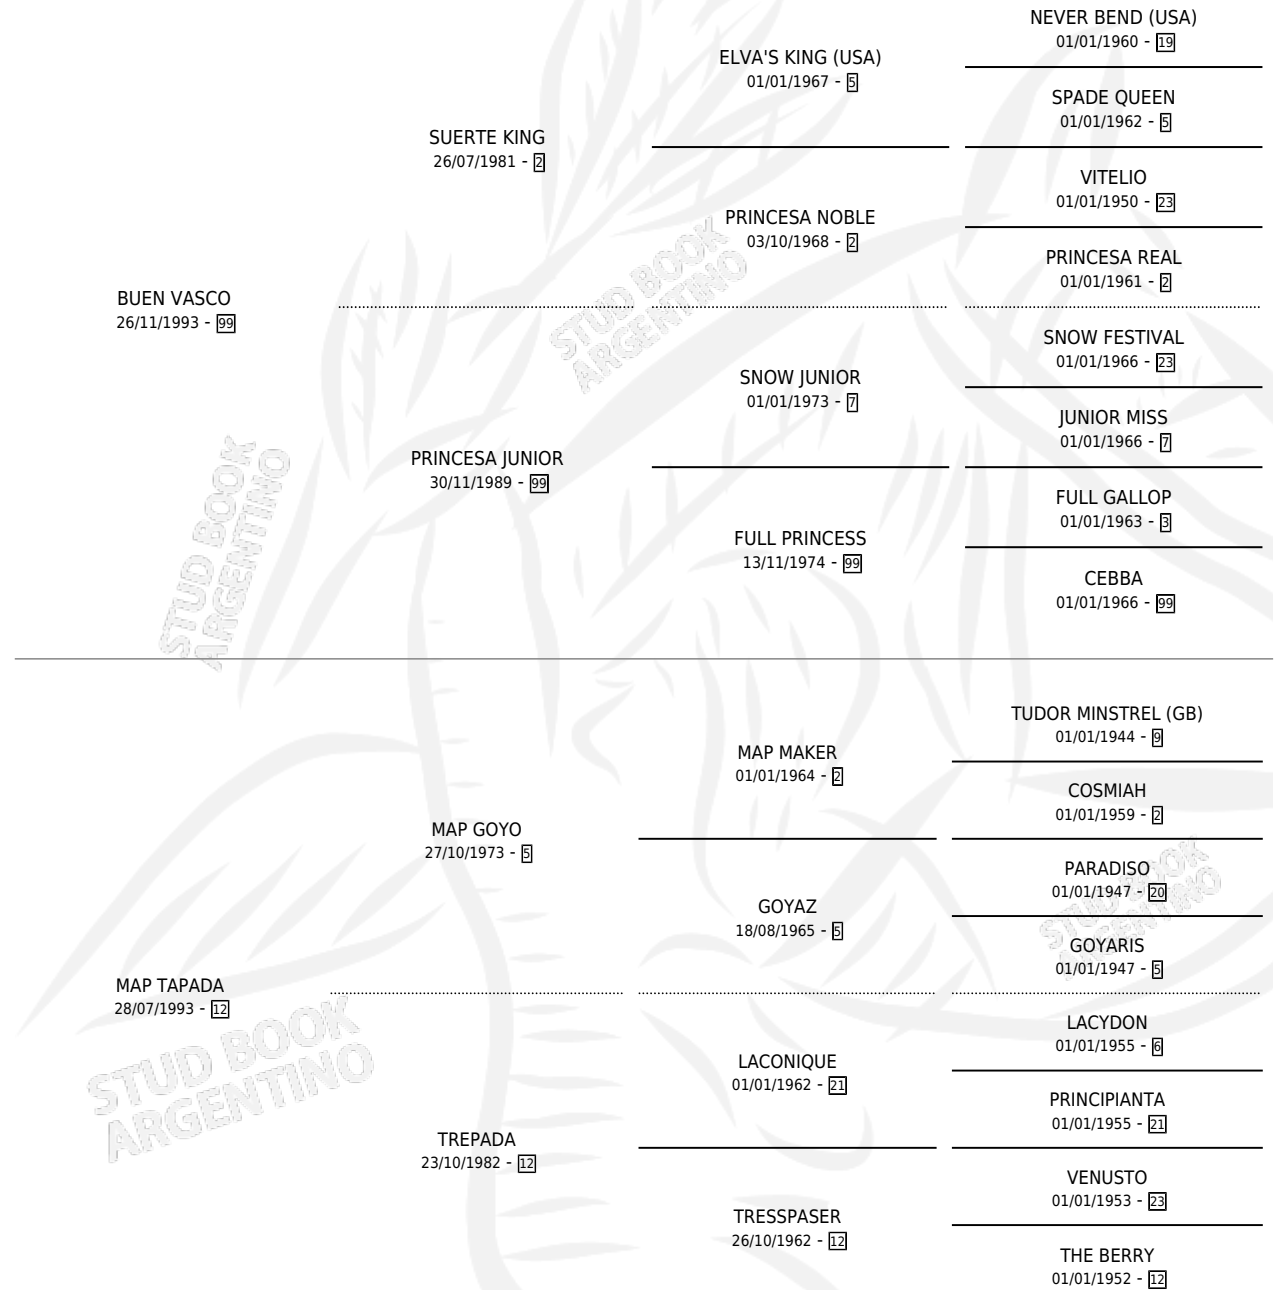 NEVER BEND (USA)
01/01/1960 - 19
ELVA'S KING (USA)
01/01/1967 - 5
SPADE QUEEN
01/01/1962 - 5
SUERTE KING
26/07/1981 - 2
VITELIO
01/01/1950 - 23
PRINCESA NOBLE
03/10/1968 - 2
PRINCESA REAL
01/01/1961 - 2
BUEN VASCO
26/11/1993 - 99
SNOW FESTIVAL
01/01/1966 - 23
SNOW JUNIOR
01/01/1973 - 7
JUNIOR MISS
01/01/1966 - 7
PRINCESA JUNIOR
30/11/1989 - 99
FULL GALLOP
01/01/1963 - 3
FULL PRINCESS
13/11/1974 - 99
CEBBA
01/01/1966 - 99
TUDOR MINSTREL (GB)
01/01/1944 - 9
MAP MAKER
01/01/1964 - 2
COSMIAH
01/01/1959 - 2
MAP GOYO
27/10/1973 - 5
PARADISO
01/01/1947 - 20
GOYAZ
18/08/1965 - 5
GOYARIS
01/01/1947 - 5
MAP TAPADA
28/07/1993 - 12
LACYDON
01/01/1955 - 6
LACONIQUE
01/01/1962 - 21
PRINCIPIANTA
01/01/1955 - 21
TREPADA
23/10/1982 - 12
VENUSTO
01/01/1953 - 23
TRESSPASER
26/10/1962 - 12
THE BERRY
01/01/1952 - 12
STUD BOOK
ARGENTINO
STUD BOOK
ARGENTINO
STUD BOOK
ARGENTINO
STUD BOOK
ARGENTINO